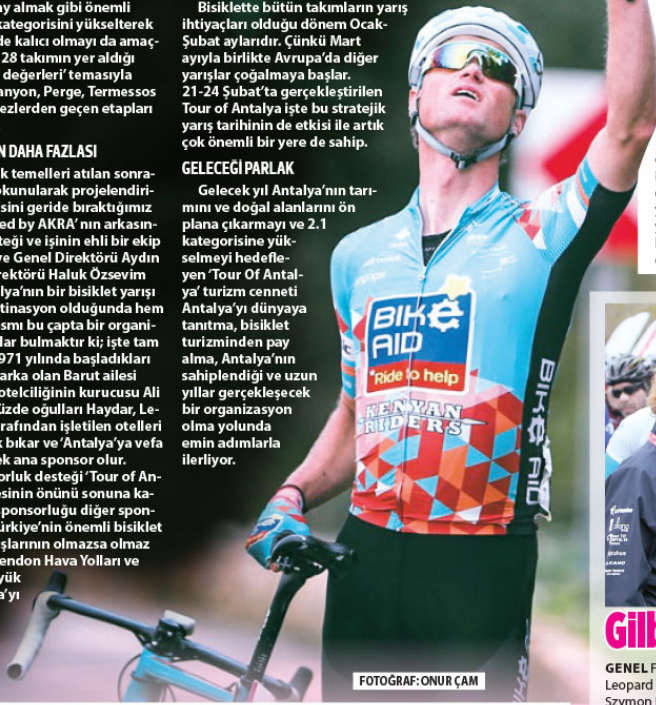 ay almak gibi önemli
kategorisini yükselterek
de kalıcı olmayı da amaç-
28 takımın yer aldığı
değerleri’ temasıyla
anyon, Perge, Termessos
ezlerden geçen etapları
N DAHA FAZLASI
k temelleri atılan sonra-
okunularak projelendiri-
sini geride bıraktığımız
ed by AKRA’ nın arkasın-
teği ve işinin ehli bir ekip
ve Genel Direktörü Aydın
rektörü Haluk Özsevim
lya’nın bir bisiklet yarışı
tinasyon olduğunda hem
smı bu çapta bir organi-
lar bulmaktır ki; işte tam
971 yılında başladıkları
arka olan Barut ailesi
otelciliğinin kurucusu Ali
üzde oğulları Haydar, Le-
rafından işletilen otelleri
k bıkar ve ‘Antalya’ya vefa
ek ana sponsor olur.
orluk desteği ‘Tour of An-
esinin önünü sonuna ka-
sponsorluğu diğer spon-
ürkiye’nin önemli bisiklet
şlarının olmazsa olmaz
endon Hava Yolları ve
yük
a’yı
Bisiklette bütün takımların yarış
ihtiyaçları olduğu dönem Ocak-
Şubat aylarıdır. Çünkü Mart
ayıyla birlikte Avrupa’da diğer
yarışlar çoğalmaya başlar.
21-24 Şubat’ta gerçekleştirilen
Tour of Antalya işte bu stratejik
yarış tarihinin de etkisi ile artık
çok önemli bir yere de sahip.
GELECEĞİ PARLAK
Gelecek yıl Antalya’nın tari-
mını ve doğal alanlarını ön
plana çıkarmayı ve 2.1
kategorisine yük-
selmeyi hedefle-
yen ‘Tour Of Antal-
ya’ turizm cenneti
Antalya’yı dünyaya
tanıtma, bisiklet
turizminden pay
alma, Antalya’nın
sahiplendiği ve uzun
yıllar gerçekleşecek
bir organizasyon
olma yolunda
emin adımlarla
ilerliyor.
BIKE
AID
Ride to help
KENYAN
RIDERS
BIKE AID
FOTOĞRAF: ONUR ÇAM
Gilb
GENEL F
Leopard
Szymon